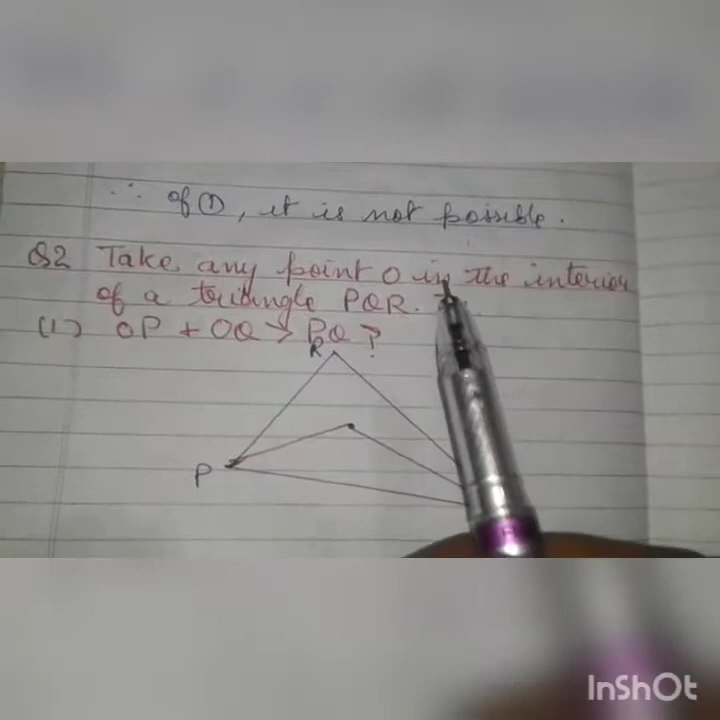 ∴ of ①, it is not possible.
Q2 Take any point O in the interior
of a triangle PQR.
(1) OP + OQ > PQ ?
R
P
InShOt